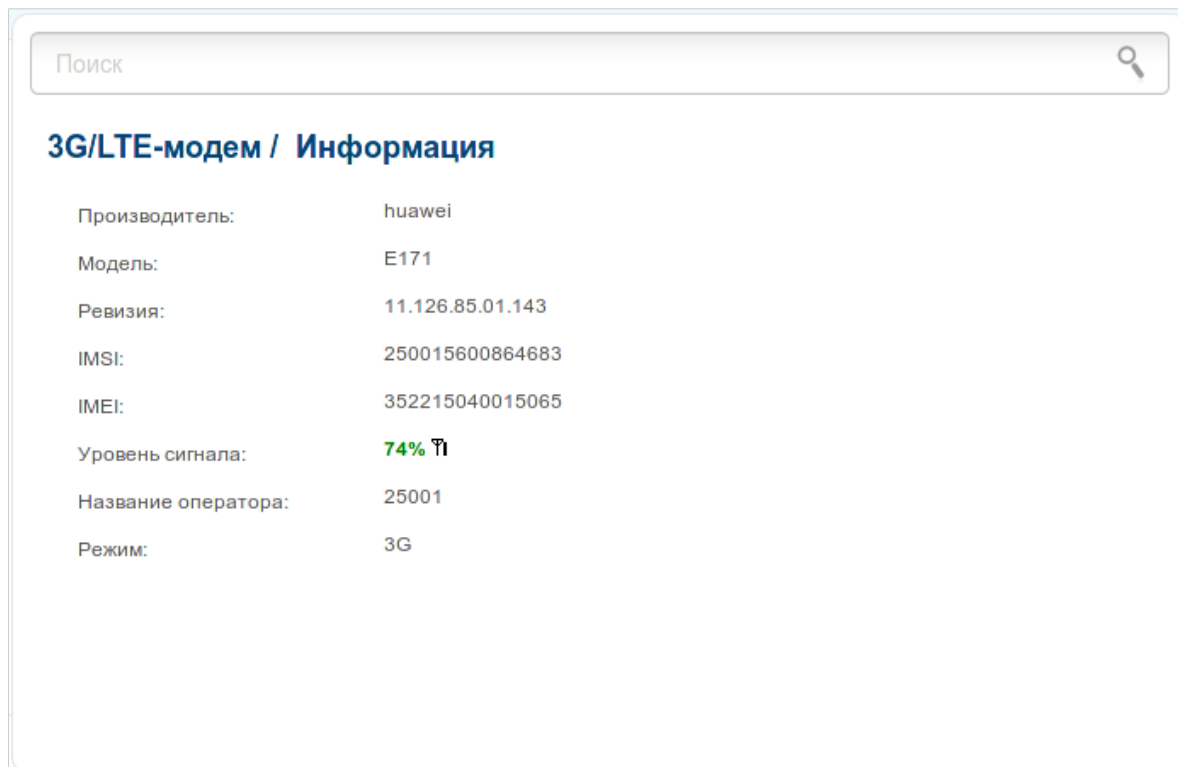 Поиск
3G/LTE-модем / Информация
Производитель: huawei
Модель: E171
Ревизия: 11.126.85.01.143
IMSI: 250015600864683
IMEI: 352215040015065
Уровень сигнала: 74%
Название оператора: 25001
Режим: 3G